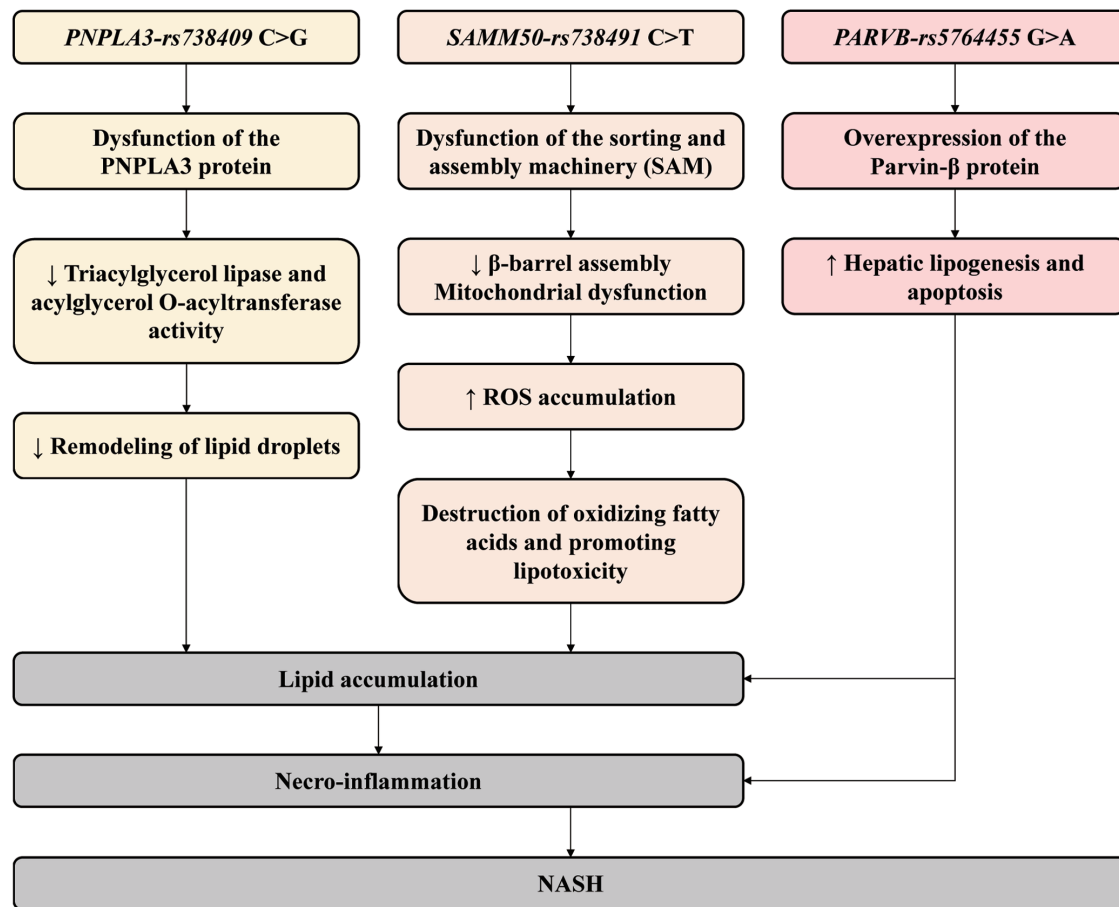 PNPLA3-rs738409 C>G
SAMM50-rs738491 C>T
PARVB-rs5764455 G>A
Dysfunction of the
PNPLA3 protein
Dysfunction of the sorting and
assembly machinery (SAM)
Overexpression of the
Parvin-β protein
↓ Triacylglycerol lipase and
acylglycerol O-acyltransferase
activity
↓ β-barrel assembly
Mitochondrial dysfunction
↑ Hepatic lipogenesis and
apoptosis
↑ ROS accumulation
↓ Remodeling of lipid droplets
Destruction of oxidizing fatty
acids and promoting
lipotoxicity
Lipid accumulation
Necro-inflammation
NASH